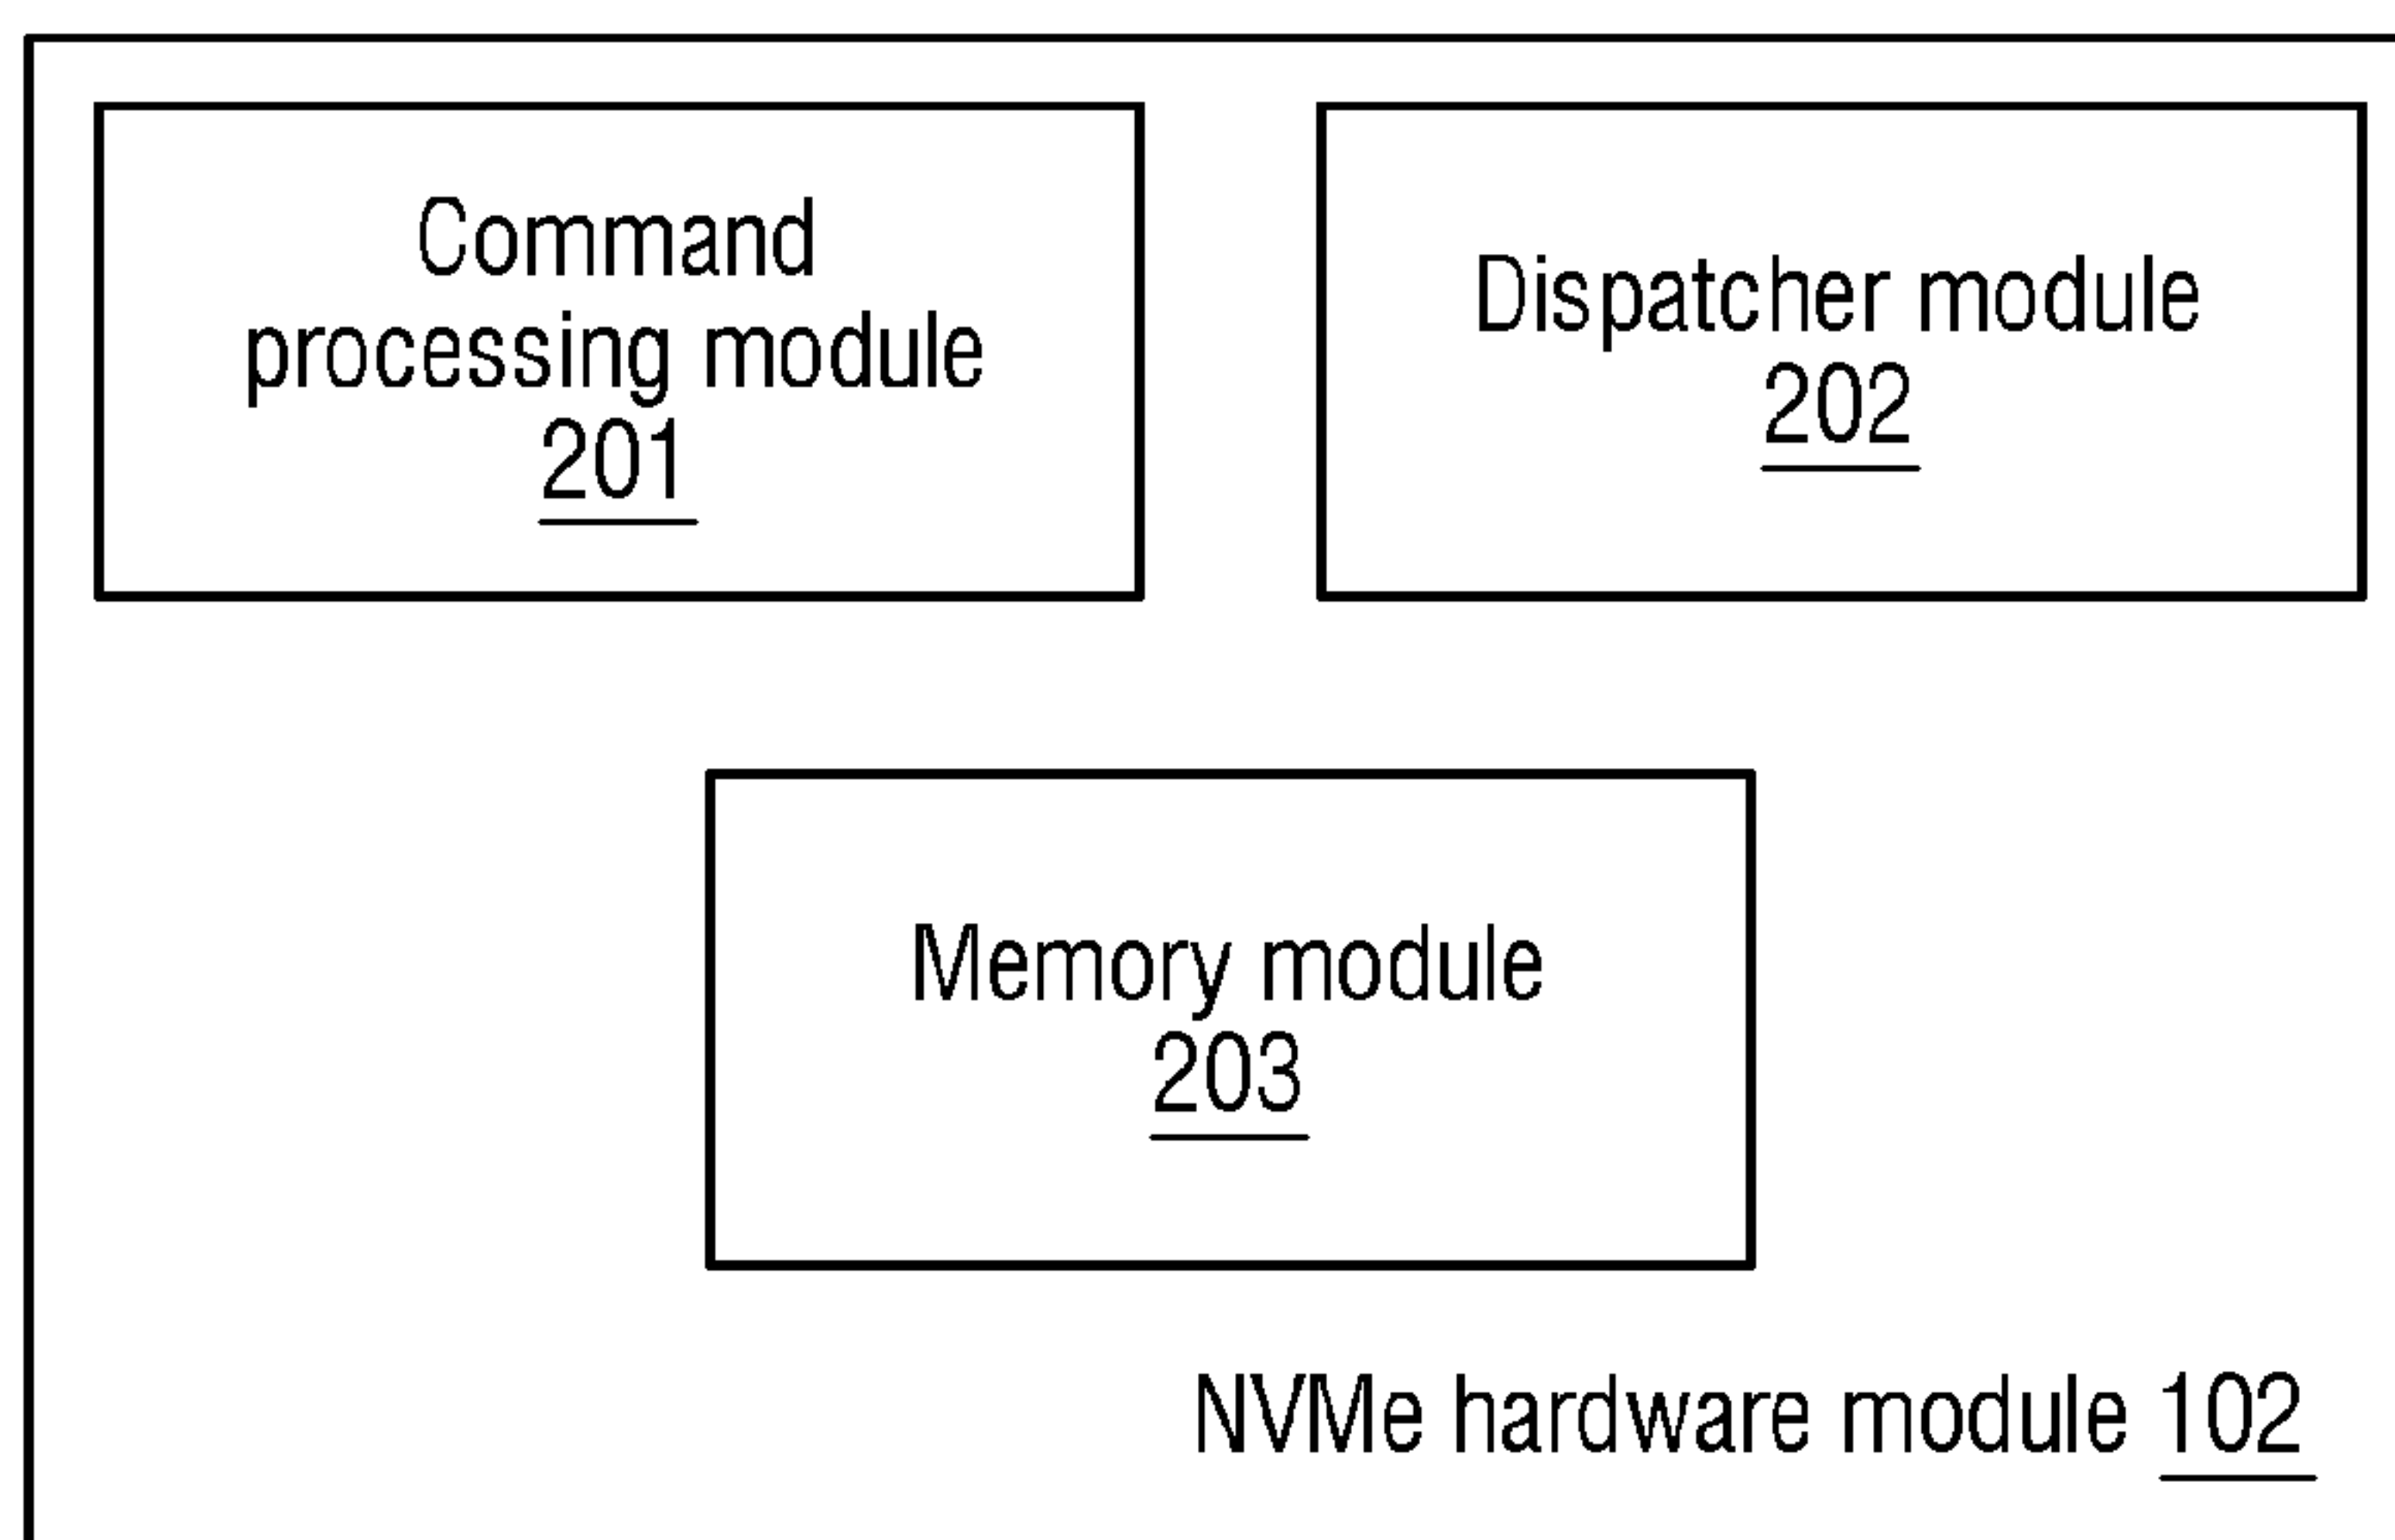 Command
processing module
201
Dispatcher module
202
Memory module
203
NVMe hardware module 102